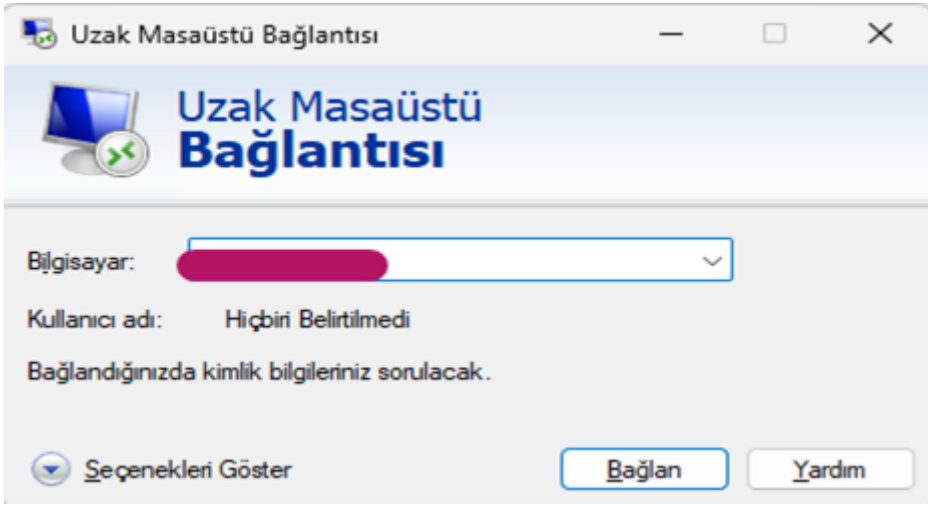 Uzak Masaüstü Bağlantısı
Uzak Masaüstü
Bağlantısı
Bilgisayar:
Kullanıcı adı: Hiçbiri Belirtilmedi
Bağlandığınızda kimlik bilgileriniz sorulacak.
Seçenekleri Göster Bağlan Yardım